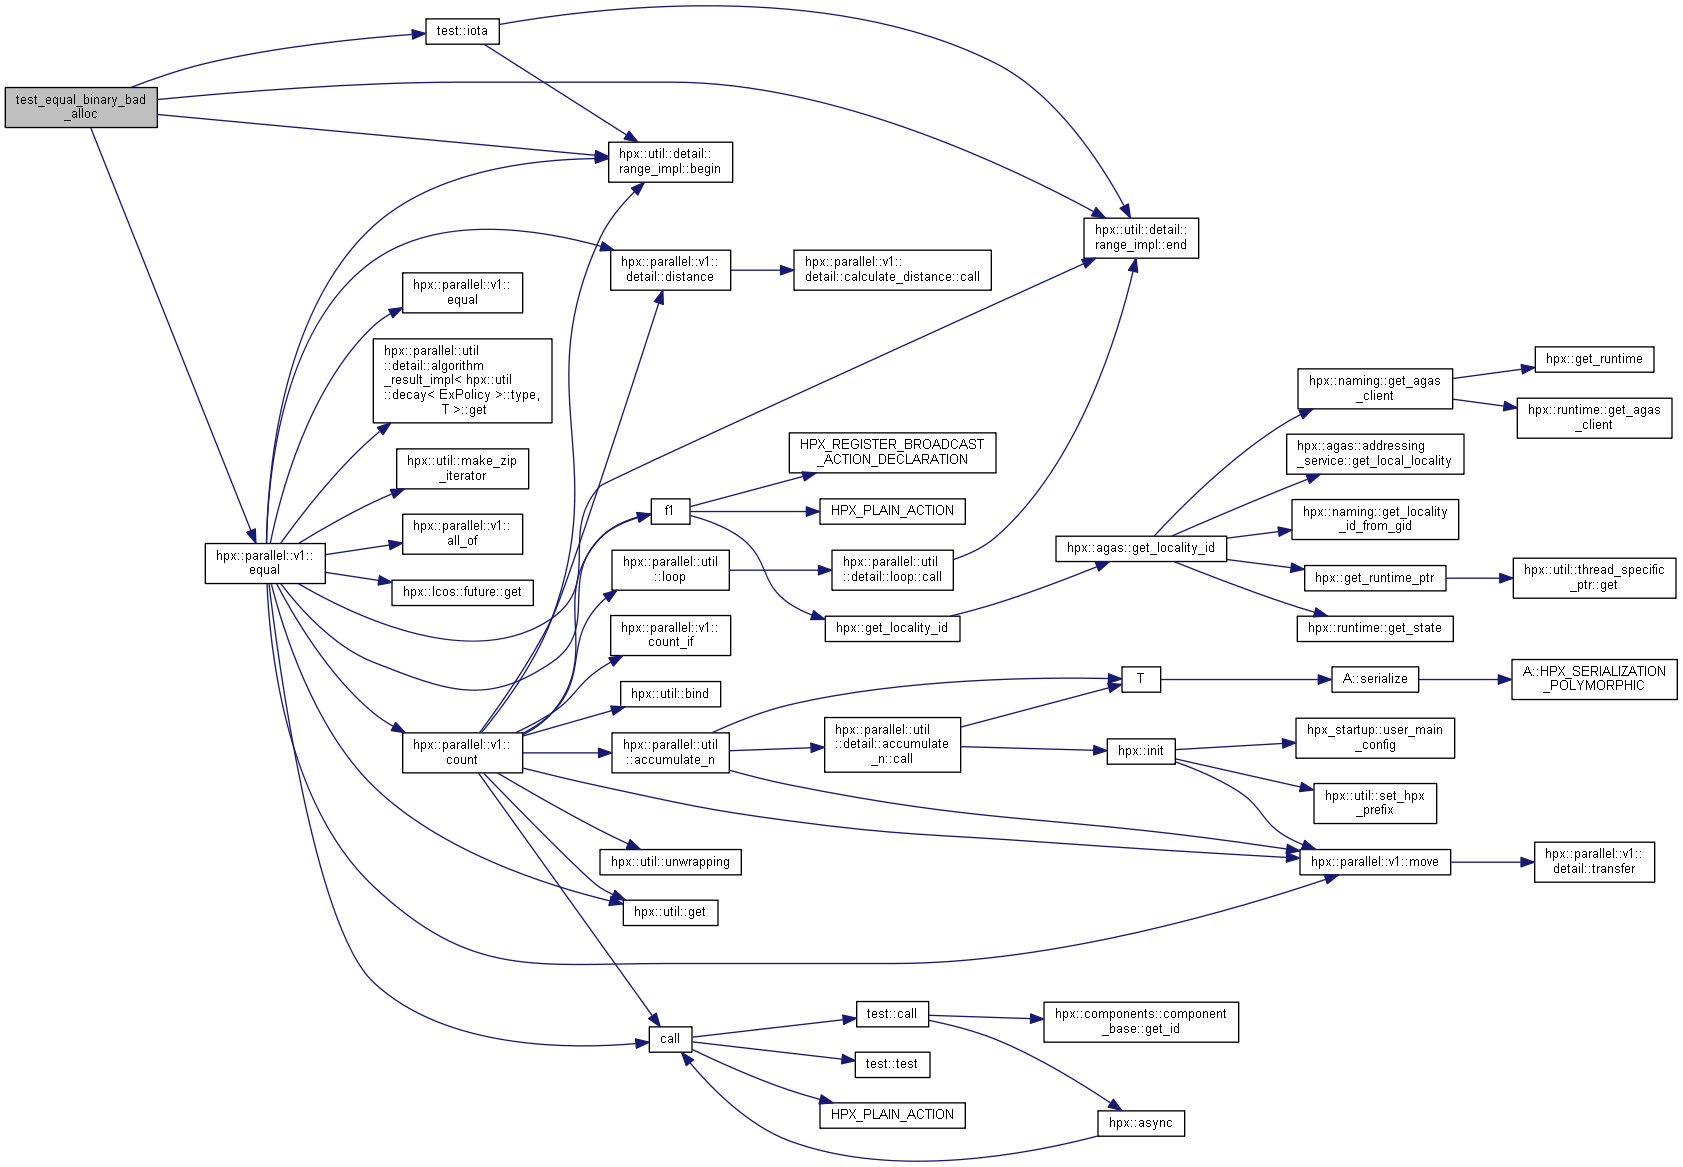 test::iota
test_equal_binary_bad
_alloc
hpx::util::detail::
range_impl::begin
hpx::util::detail::
range_impl::end
hpx::parallel::v1::
detail::distance
hpx::parallel::v1::
detail::calculate_distance::call
hpx::parallel::v1::
equal
hpx::parallel::util
::detail::algorithm
_result_impl< hpx::util
::decay< ExPolicy >::type,
T >::get
hpx::get_runtime
hpx::naming::get_agas
_client
hpx::runtime::get_agas
_client
HPX_REGISTER_BROADCAST
_ACTION_DECLARATION
hpx::agas::addressing
_service::get_local_locality
hpx::util::make_zip
_iterator
f1
HPX_PLAIN_ACTION
hpx::naming::get_locality
_id_from_gid
hpx::parallel::v1::
all_of
hpx::parallel::v1::
equal
hpx::agas::get_locality_id
hpx::parallel::util
::loop
hpx::parallel::util
::detail::loop::call
hpx::get_runtime_ptr
hpx::util::thread_specific
_ptr::get
hpx::lcos::future::get
hpx::get_locality_id
hpx::runtime::get_state
hpx::parallel::v1::
count_if
T
A::serialize
A::HPX_SERIALIZATION
_POLYMORPHIC
hpx::util::bind
hpx::parallel::v1::
count
hpx::parallel::util
::accumulate_n
hpx::parallel::util
::detail::accumulate
_n::call
hpx::init
hpx_startup::user_main
_config
hpx::util::set_hpx
_prefix
hpx::util::unwrapping
hpx::parallel::v1::move
hpx::parallel::v1::
detail::transfer
hpx::util::get
call
test::call
hpx::components::component
_base::get_id
test::test
HPX_PLAIN_ACTION
hpx::async